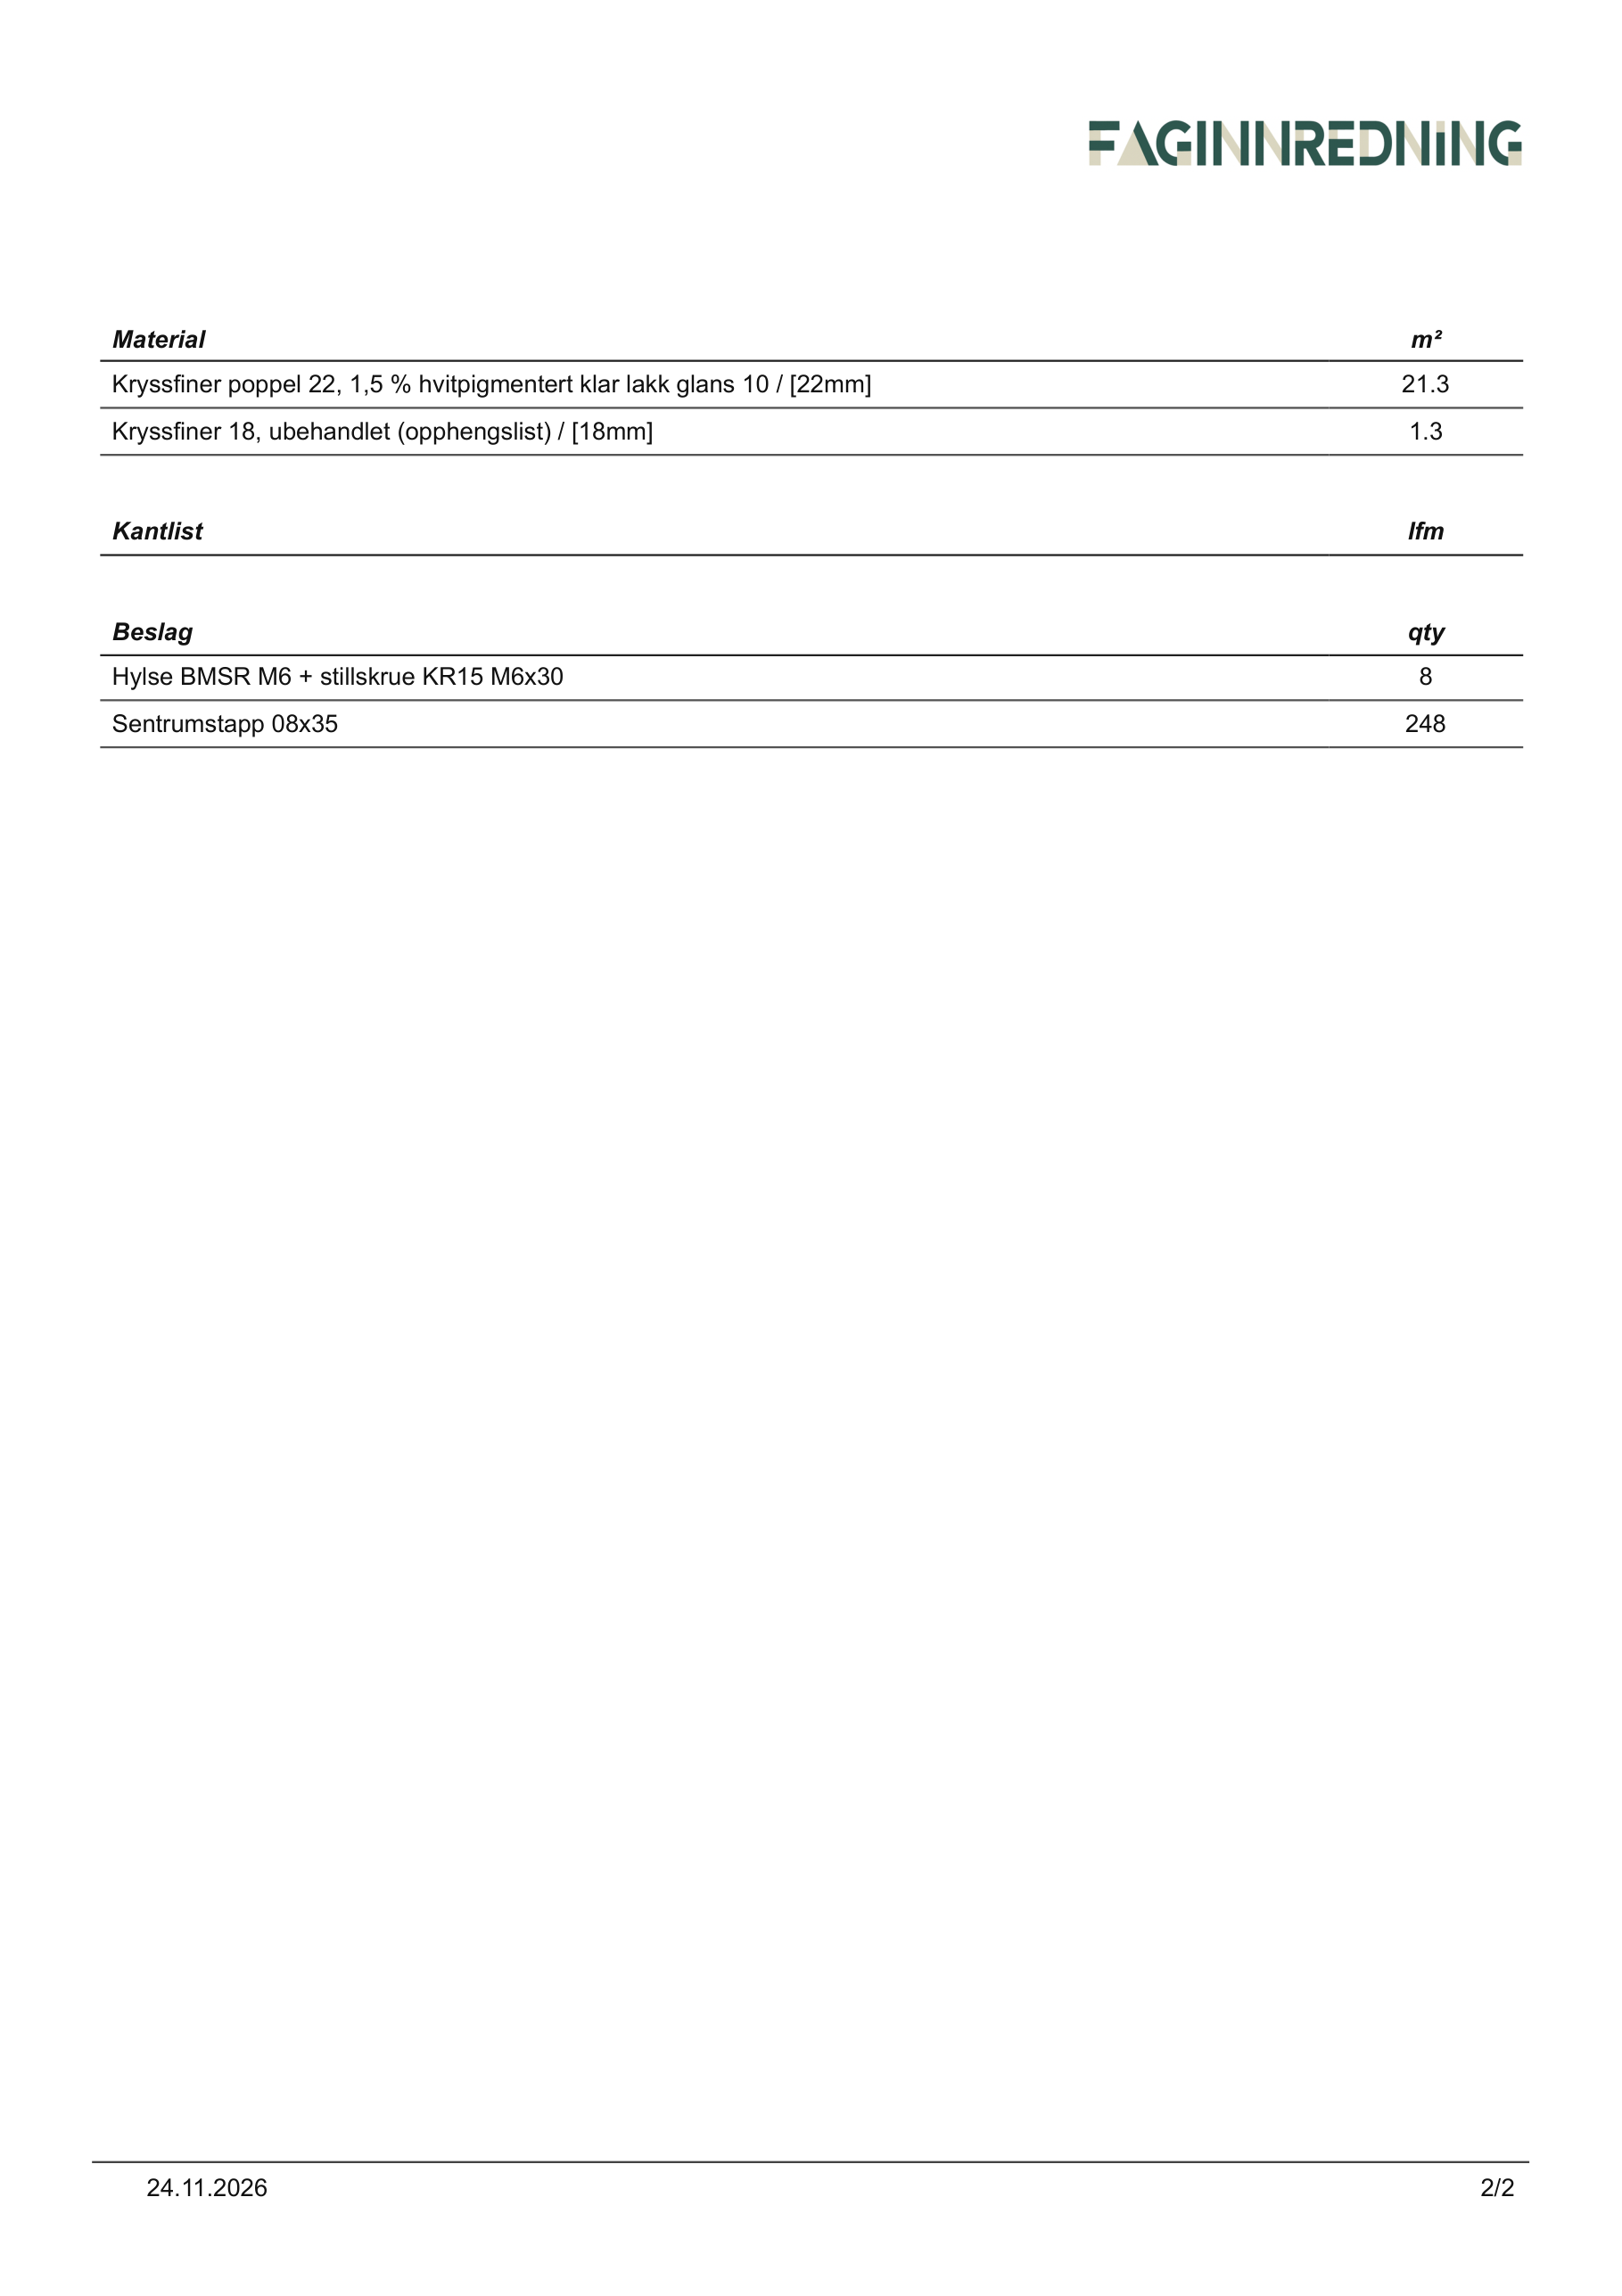 FAGINNREDNING
Material m²
Kryssfiner poppel 22, 1,5 % hvitpigmentert klar lakk glans 10 / [22mm] 21.3
Kryssfiner 18, ubehandlet (opphengslist) / [18mm] 1.3
Kantlist lfm
Beslag qty
Hylse BMSR M6 + stillskrue KR15 M6x30 8
Sentrumstapp 08x35 248
24.11.2026 2/2